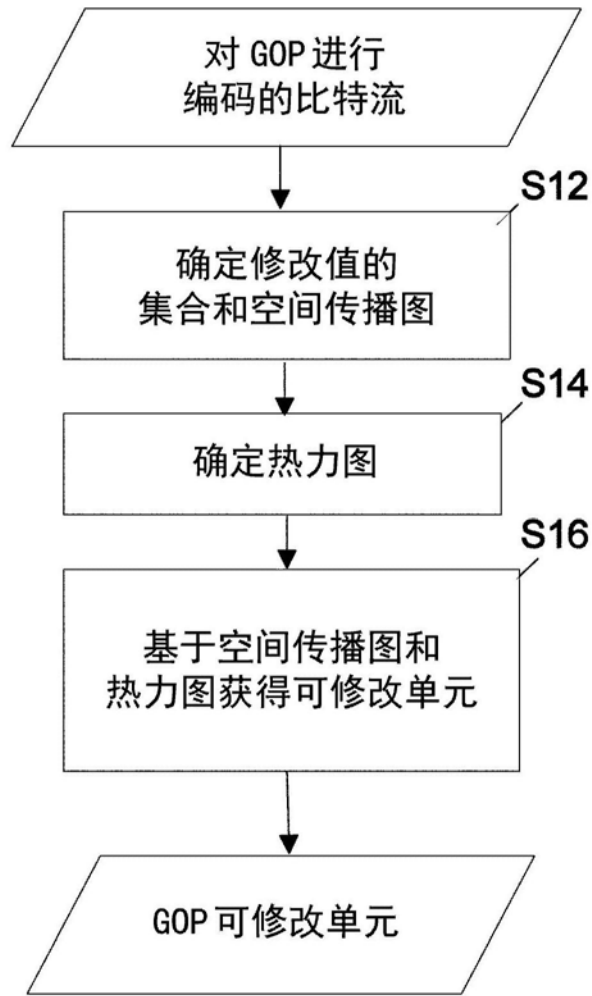 对 GOP 进行
编码的比特流
S12
确定修改值的
集合和空间传播图
S14
确定热力图
S16
基于空间传播图和
热力图获得可修改单元
GOP 可修改单元